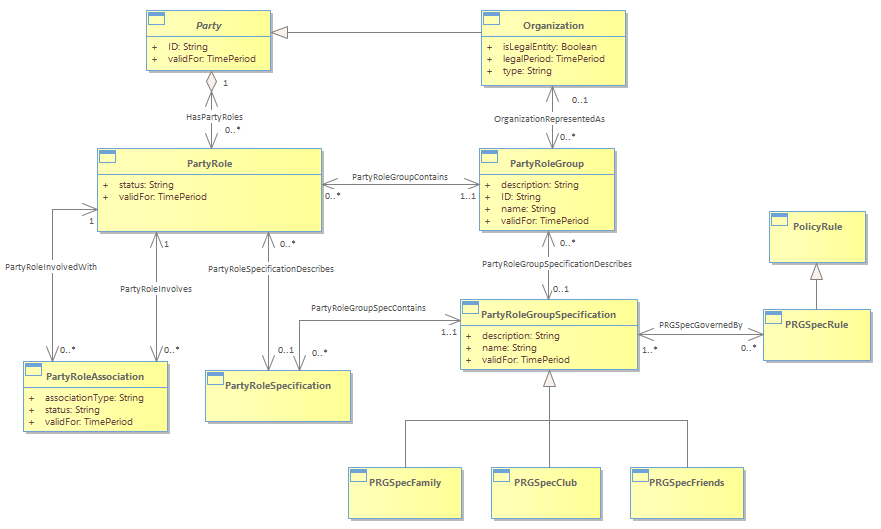 Party
+ ID: String
+ validFor: TimePeriod
Organization
+ isLegalEntity: Boolean
+ legalPeriod: TimePeriod
+ type: String
1
0..1
HasPartyRoles
OrganizationRepresentedAs
0..*
0..*
PartyRole
+ status: String
+ validFor: TimePeriod
PartyRoleGroupContains
0..*
1..1
PartyRoleGroup
+ description: String
+ ID: String
+ name: String
+ validFor: TimePeriod
PolicyRule
1
1
0..*
0..*
PartyRoleInvolvedWith
PartyRoleSpecificationDescribes
PartyRoleGroupSpecificationDescribes
PartyRoleInvolves
0..1
PartyRoleGroupSpecContains
1..1
PartyRoleGroupSpecification
+ description: String
+ name: String
+ validFor: TimePeriod
PRGSpecGovernedBy
1..*
0..*
PRGSpecRule
0..*
0..*
0..1
0..*
PartyRoleAssociation
+ associationType: String
+ status: String
+ validFor: TimePeriod
PartyRoleSpecification
PRGSpecFamily
PRGSpecClub
PRGSpecFriends